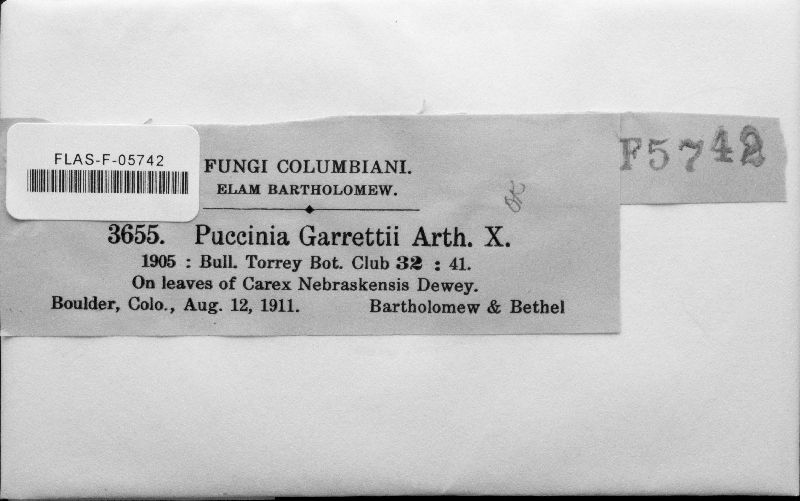 FLAS-F-05742
FUNGI COLUMBIANI.
ELAM BARTHOLOMEW.
OK
F5742
3655. Puccinia Garrettii Arth. X.
1905 : Bull. Torrey Bot. Club 32 : 41.
On leaves of Carex Nebraskensis Dewey.
Boulder, Colo., Aug. 12, 1911. Bartholomew & Bethel